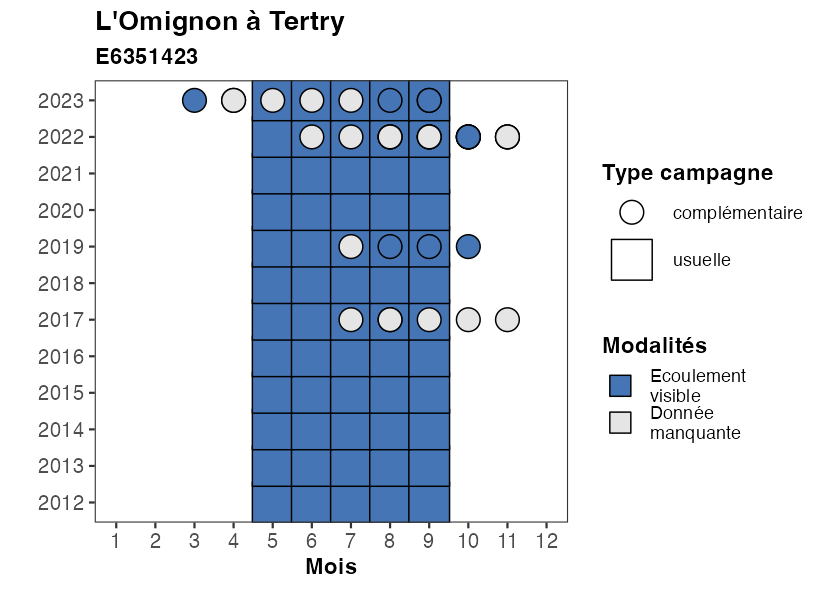 L'Omignon à Tertry
E6351423
2023
2022
2021
2020
2019
2018
2017
2016
2015
2014
2013
2012
1 2 3 4 5 6 7 8 9 10 11 12
Mois
Type campagne
complémentaire
usuelle
Modalités
Ecoulement
visible
Donnée
manquante